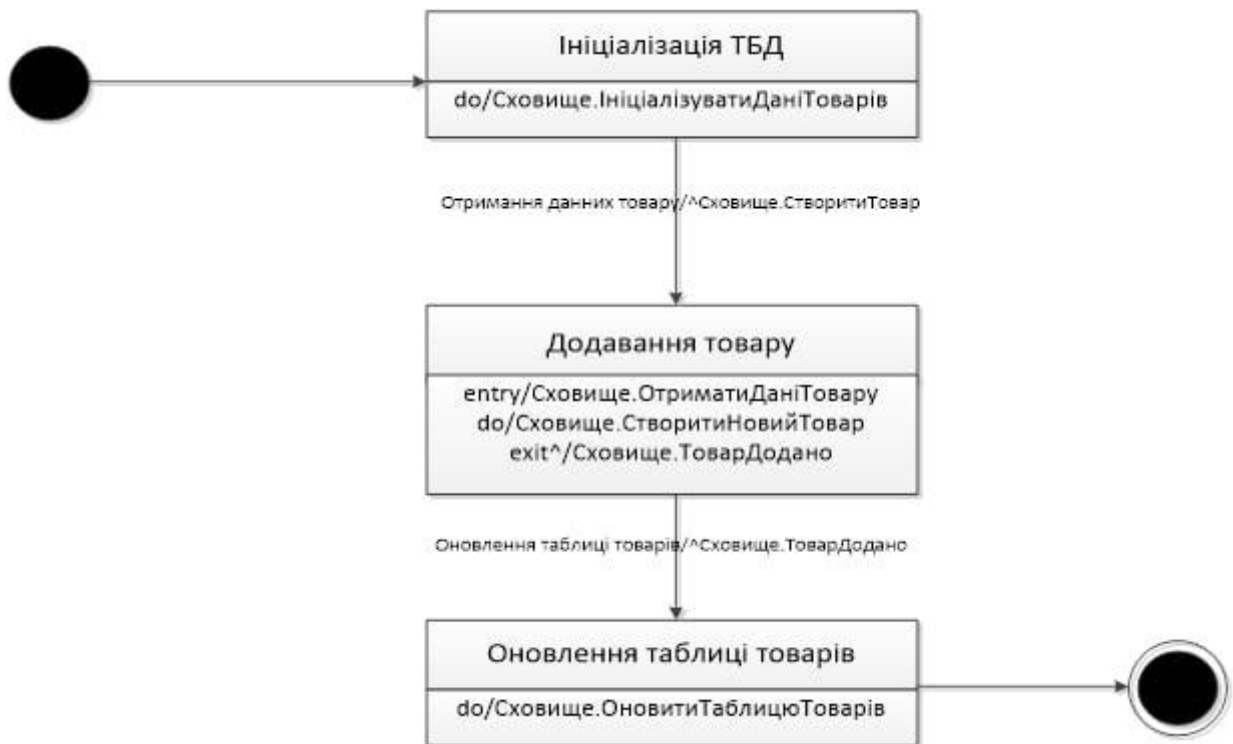 Ініціалізація ТБД
do/Сховище.ІніціалізуватиДаніТоварів
Отримання данних товару/^Сховище.СтворитиТовар
Додавання товару
entry/Сховище.ОтриматиДаніТовару
do/Сховище.СтворитиНовийТовар
exit^/Сховище.ТоварДодано
Оновлення таблиці товарів/^Сховище.ТоварДодано
Оновлення таблиці товарів
do/Сховище.ОновитиТаблицюТоварів